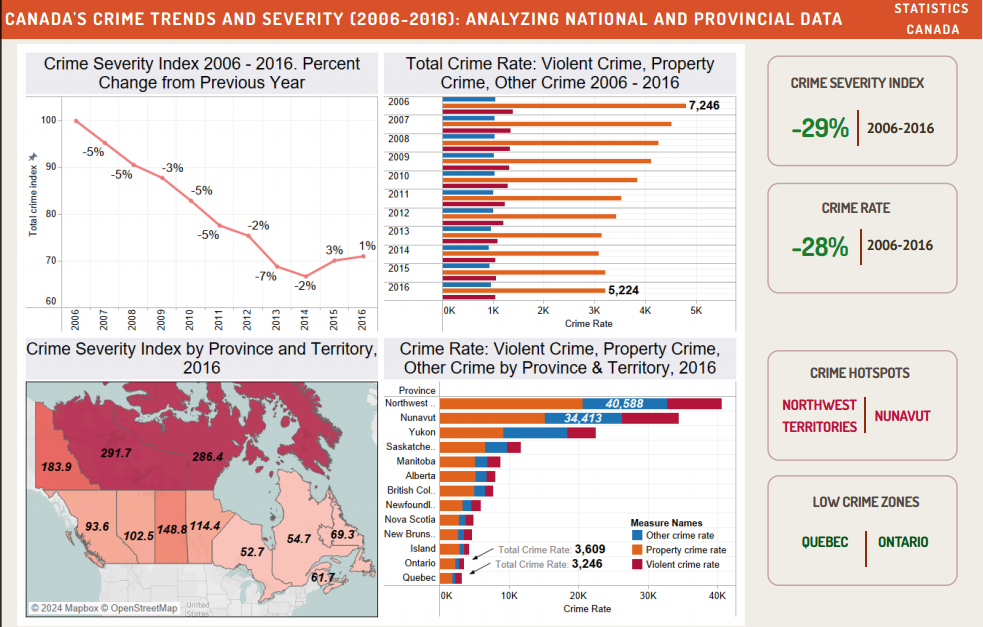 CANADA'S CRIME TRENDS AND SEVERITY (2006-2016): ANALYZING NATIONAL AND PROVINCIAL DATA
STATISTICS
CANADA
Crime Severity Index 2006 - 2016. Percent
Change from Previous Year
Total crime index
100
90
80
70
60
-5%
-5%
-3%
-5%
-5%
-2%
-7%
-2%
3%
1%
2006
2007
2008
2009
2010
2011
2012
2013
2014
2015
2016
Total Crime Rate: Violent Crime, Property
Crime, Other Crime 2006 - 2016
2006
7,246
2007
2008
2009
2010
2011
2012
2013
2014
2015
2016
5,224
0K 1K 2K 3K 4K 5K
Crime Rate
CRIME SEVERITY INDEX
-29% 2006-2016
CRIME RATE
-28% 2006-2016
Crime Severity Index by Province and Territory,
2016
183.9
291.7
286.4
93.6
102.5
148.8
114.4
52.7
54.7
69.3
61.7
United
States
© 2024 Mapbox © OpenStreetMap
Crime Rate: Violent Crime, Property Crime,
Other Crime by Province & Territory, 2016
Province
Northwest .. 40,588
Nunavut 34,413
Yukon
Saskatche..
Manitoba
Alberta
British Col..
Newfoundl..
Nova Scotia
New Bruns..
Island
Ontario
Quebec
Measure Names
Other crime rate
Property crime rate
Violent crime rate
Total Crime Rate: 3,609
Total Crime Rate: 3,246
0K 10K 20K 30K 40K
Crime Rate
CRIME HOTSPOTS
NORTHWEST
TERRITORIES
NUNAVUT
LOW CRIME ZONES
QUEBEC ONTARIO